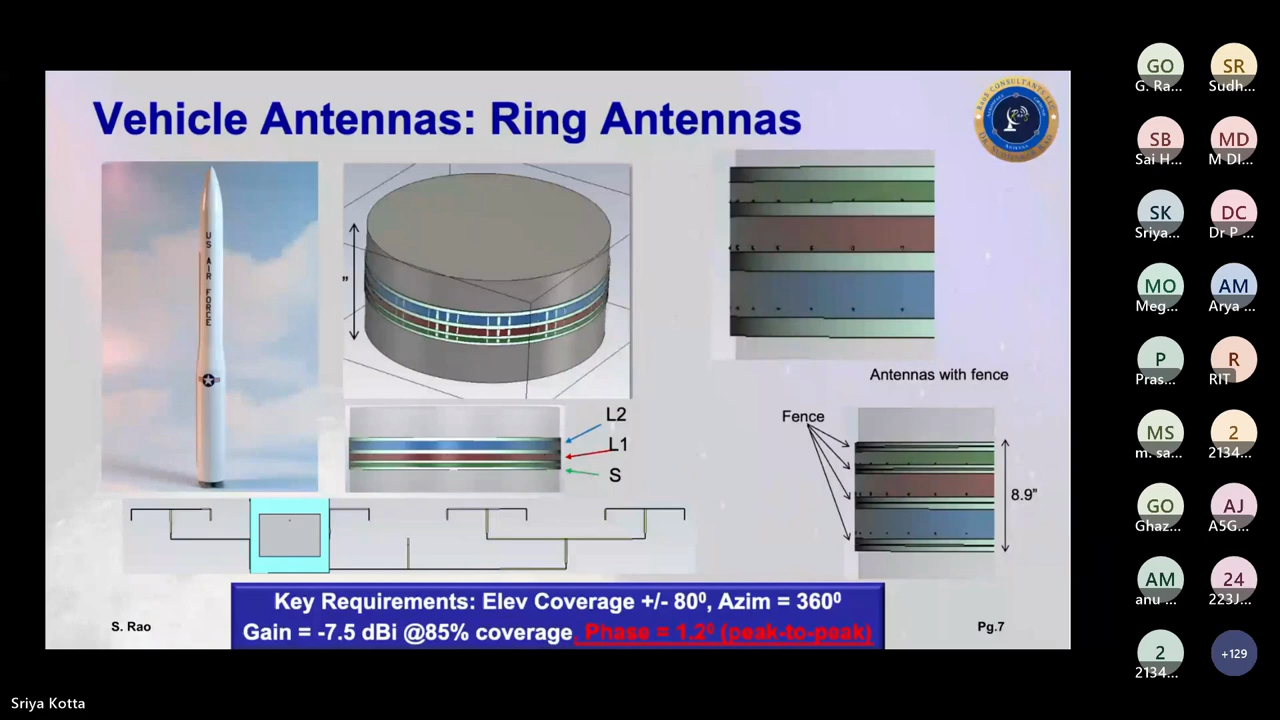 Vehicle Antennas: Ring Antennas
US AIR FORCE
"
L2
L1
S
Antennas with fence
Fence
8.9"
Key Requirements: Elev Coverage +/- 80⁰, Azim = 360⁰
Gain = -7.5 dBi @85% coverage, Phase = 1.2⁰ (peak-to-peak)
S. Rao
Pg.7
Sriya Kotta
GO
G. Ra...
SR
Sudh...
SB
Sai H...
MD
M DI...
SK
Sriya...
DC
Dr P ...
MO
Meg...
AM
Arya ...
P
Pras...
R
RIT
MS
m. sa...
2
2134...
GO
Ghaz...
AJ
A5G...
AM
anu ...
24
223J...
2
2134...
+129